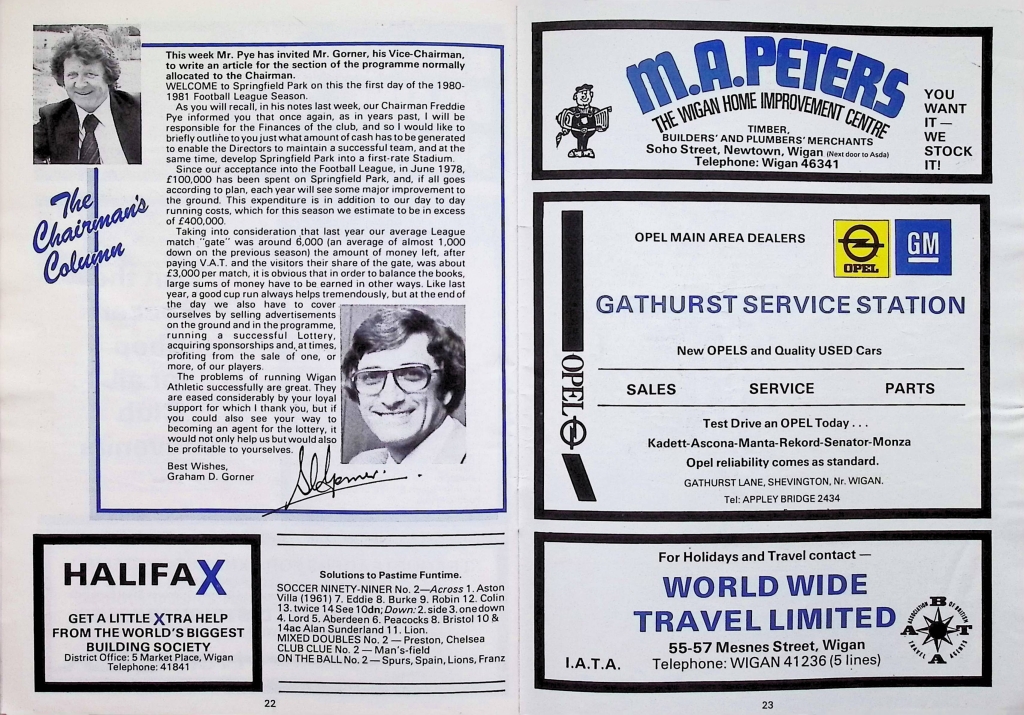 This week Mr. Pye has invited Mr. Gorner, his Vice-Chairman,
to write an article for the section of the programme normally
allocated to the Chairman.
WELCOME to Springfield Park on this the first day of the 1980-
1981 Football League Season.
As you will recall, in his notes last week, our Chairman Freddie
Pye informed you that once again, as in years past, I will be
responsible for the Finances of the club, and so I would like to
briefly outline to you just what amount of cash has to be generated
to enable the Directors to maintain a successful team, and at the
same time, develop Springfield Park into a first-rate Stadium.
Since our acceptance into the Football League, in June 1978,
£100,000 has been spent on Springfield Park, and, if all goes
according to plan, each year will see some major improvement to
the ground. This expenditure is in addition to our day to day
running costs, which for this season we estimate to be in excess
of £400,000.
Taking into consideration that last year our average League
match "gate" was around 6,000 (an average of almost 1,000
down on the previous season) the amount of money left, after
paying V.A.T. and the visitors their share of the gate, was about
£3,000 per match, it is obvious that in order to balance the books,
large sums of money have to be earned in other ways. Like last
year, a good cup run always helps tremendously, but at the end of
the day we also have to cover
ourselves by selling advertisements
on the ground and in the programme,
running a successful Lottery,
acquiring sponsorships and, at times,
profiting from the sale of one, or
more, of our players.
The problems of running Wigan
Athletic successfully are great. They
are eased considerably by your loyal
support for which I thank you, but if
you could also see your way to
becoming an agent for the lottery, it
would not only help us but would also
be profitable to yourselves.
Best Wishes,
Graham D. Gorner
The
Chairman's
Column
HALIFAX
GET A LITTLE XTRA HELP
FROM THE WORLD'S BIGGEST
BUILDING SOCIETY
District Office: 5 Market Place, Wigan
Telephone: 41841
Solutions to Pastime Funtime.
SOCCER NINETY-NINER No. 2—Across 1. Aston
Villa (1961) 7. Eddie 8. Burke 9. Robin 12. Colin
13. twice 14 See 10dn; Down: 2. side 3. one down
4. Lord 5. Aberdeen 6. Peacocks 8. Bristol 10 &
14ac Alan Sunderland 11. Lion.
MIXED DOUBLES No. 2 — Preston, Chelsea
CLUB CLUE No. 2 — Man's-field
ON THE BALL No. 2 — Spurs, Spain, Lions, Franz
22
M.A. PETERS
THE WIGAN HOME IMPROVEMENT CENTRE
TIMBER,
BUILDERS' AND PLUMBERS' MERCHANTS
Soho Street, Newtown, Wigan (Next door to Asda)
Telephone: Wigan 46341
YOU
WANT
IT —
WE
STOCK
IT!
OPEL MAIN AREA DEALERS
OPEL
GM
GATHURST SERVICE STATION
New OPELS and Quality USED Cars
SALES SERVICE PARTS
Test Drive an OPEL Today . . .
Kadett-Ascona-Manta-Rekord-Senator-Monza
Opel reliability comes as standard.
GATHURST LANE, SHEVINGTON, Nr. WIGAN.
Tel: APPLEY BRIDGE 2434
OPEL
For Holidays and Travel contact —
WORLD WIDE
TRAVEL LIMITED
55-57 Mesnes Street, Wigan
I.A.T.A. Telephone: WIGAN 41236 (5 lines)
ABTA
ASSOCIATION OF BRITISH TRAVEL AGENTS
23